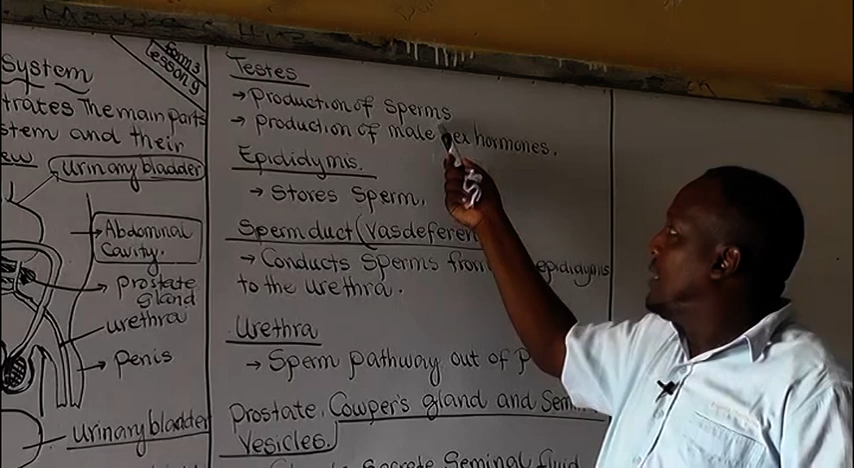 Form 3
Lesson 9
System
trates The main parts
stem and their
ew
Urinary bladder
Abdominal
Cavity.
prostate
gland
urethra
penis
Urinary bladder
Testes
→ Production of Sperms
→ Production of male sex hormones.
Epididymis.
→ Stores Sperm.
Sperm duct (Vas deferen
→ Conducts Sperms from epididymis
to the Urethra.
Urethra
→ Sperm pathway out of P
Prostate, Cowper's gland and Semin
Vesicles.
Secrete Seminal fluid